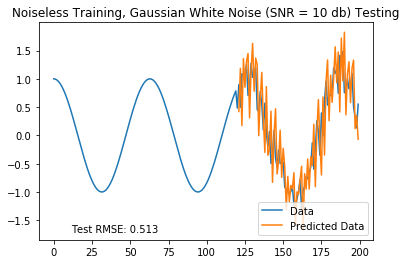 Noiseless Training, Gaussian White Noise (SNR = 10 db) Testing
1.5
1.0
0.5
0.0
−0.5
−1.0
−1.5
Test RMSE: 0.513
Data
Predicted Data
0 25 50 75 100 125 150 175 200